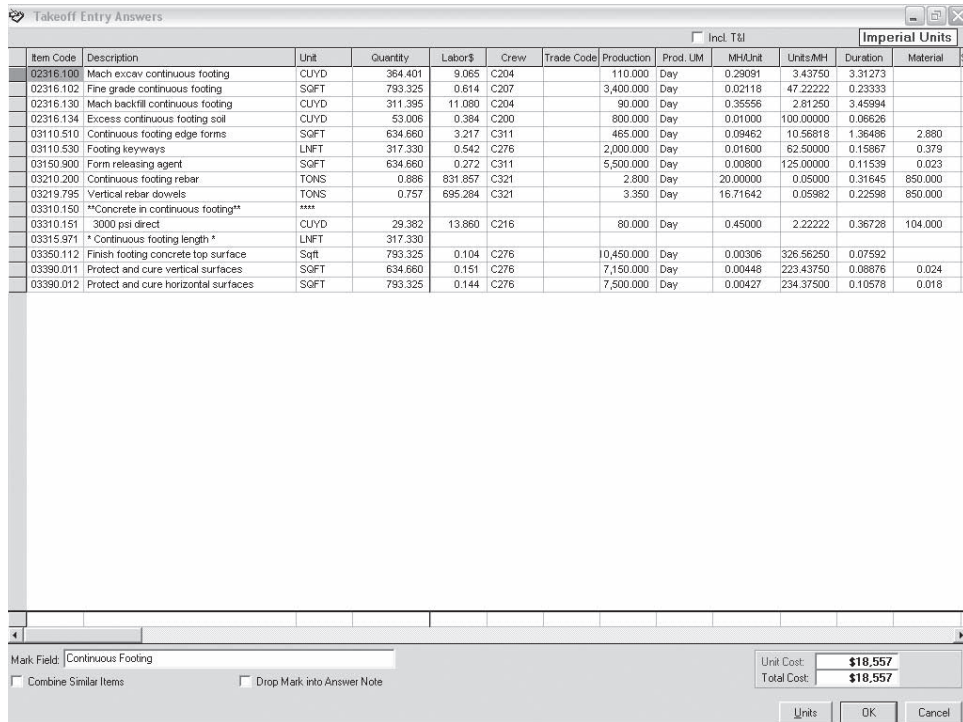 Takeoff Entry Answers
Incl. T&I Imperial Units
Item Code Description Unit Quantity Labor$ Crew Trade Code Production Prod. UM MH/Unit Units/MH Duration Material
02316.100 Mach excav continuous footing CUYD 364.401 9.065 C204 110.000 Day 0.29091 3.43750 3.31273
02316.102 Fine grade continuous footing SQFT 793.325 0.614 C207 3,400.000 Day 0.02118 47.22222 0.23333
02316.130 Mach backfill continuous footing CUYD 311.395 11.080 C204 90.000 Day 0.35556 2.81250 3.45994
02316.134 Excess continuous footing soil CUYD 53.006 0.384 C200 800.000 Day 0.01000 100.00000 0.06626
03110.510 Continuous footing edge forms SQFT 634.660 3.217 C311 465.000 Day 0.09462 10.56818 1.36486 2.880
03110.530 Footing keyways LNFT 317.330 0.542 C276 2,000.000 Day 0.01600 62.50000 0.15867 0.379
03150.900 Form releasing agent SQFT 634.660 0.272 C311 5,500.000 Day 0.00800 125.00000 0.11539 0.023
03210.200 Continuous footing rebar TONS 0.886 831.857 C321 2.800 Day 20.00000 0.05000 0.31645 850.000
03219.795 Vertical rebar dowels TONS 0.757 695.284 C321 3.350 Day 16.71642 0.05982 0.22598 850.000
03310.150 **Concrete in continuous footing** ****
03310.151 3000 psi direct CUYD 29.382 13.860 C216 80.000 Day 0.45000 2.22222 0.36728 104.000
03315.971 * Continuous footing length * LNFT 317.330
03350.112 Finish footing concrete top surface Sqft 793.325 0.104 C276 10,450.000 Day 0.00306 326.56250 0.07592
03390.011 Protect and cure vertical surfaces SQFT 634.660 0.151 C276 7,150.000 Day 0.00448 223.43750 0.08876 0.024
03390.012 Protect and cure horizontal surfaces SQFT 793.325 0.144 C276 7,500.000 Day 0.00427 234.37500 0.10578 0.018
Mark Field: Continuous Footing
Unit Cost: $18,557
Total Cost: $18,557
Combine Similar Items Drop Mark into Answer Note
Units OK Cancel